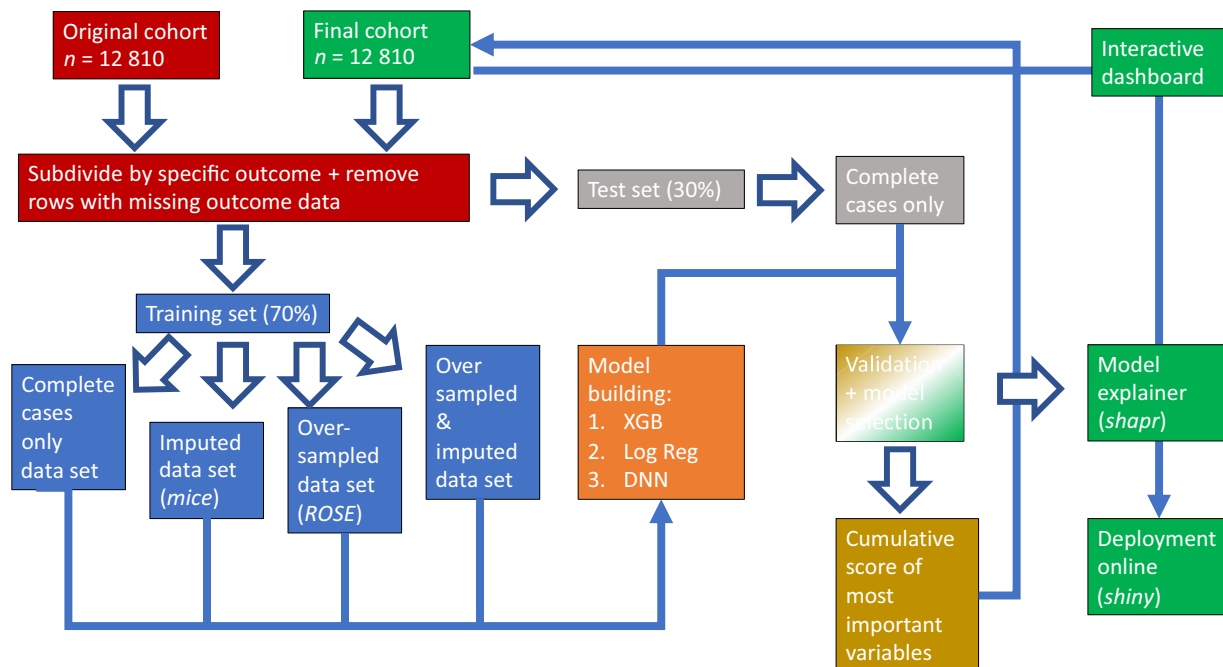 Original cohort
n = 12 810
Final cohort
n = 12 810
Interactive
dashboard
Subdivide by specific outcome + remove
rows with missing outcome data
Test set (30%)
Complete
cases only
Training set (70%)
Complete
cases
only
data set
Imputed
data set
(mice)
Over-
sampled
data set
(ROSE)
Over
sampled
&
imputed
data set
Model
building:
1. XGB
2. Log Reg
3. DNN
Validation
+ model
selection
Model
explainer
(shapr)
Cumulative
score of
most
important
variables
Deployment
online
(shiny)